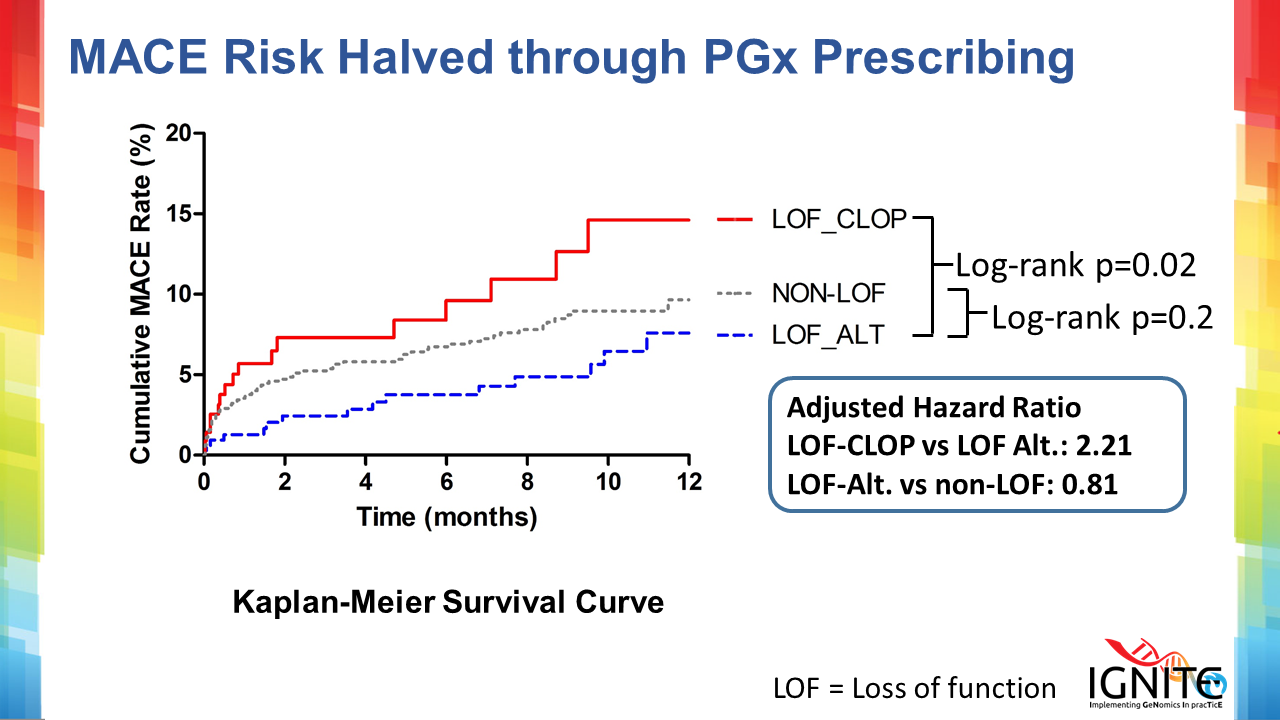 MACE Risk Halved through PGx Prescribing
Cumulative MACE Rate (%)
20
15
10
5
0
0 2 4 6 8 10 12
Time (months)
LOF_CLOP
NON-LOF
LOF_ALT
Log-rank p=0.02
Log-rank p=0.2
Adjusted Hazard Ratio
LOF-CLOP vs LOF Alt.: 2.21
LOF-Alt. vs non-LOF: 0.81
Kaplan-Meier Survival Curve
LOF = Loss of function
IGNITE
Implementing GeNomics In pracTicE